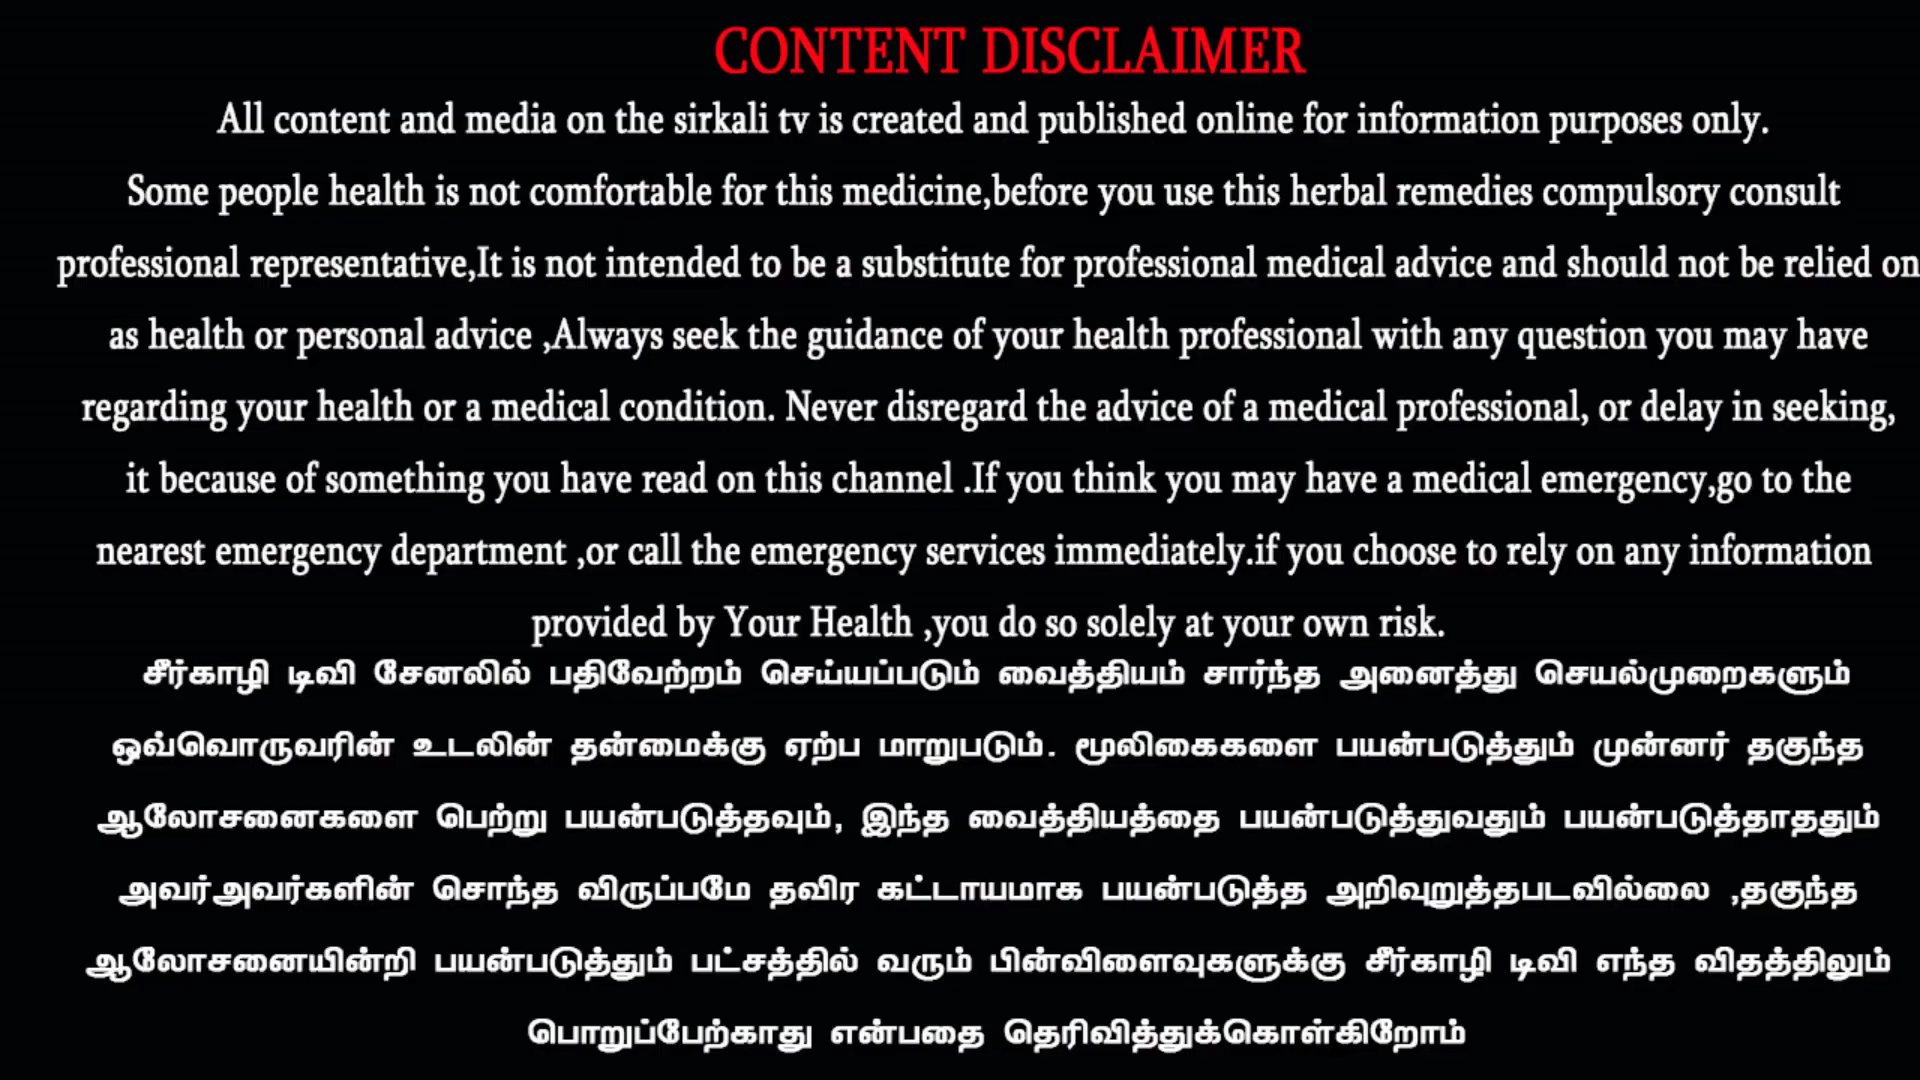 CONTENT DISCLAIMER
All content and media on the sirkali tv is created and published online for information purposes only.
Some people health is not comfortable for this medicine,before you use this herbal remedies compulsory consult
professional representative,It is not intended to be a substitute for professional medical advice and should not be relied on
as health or personal advice ,Always seek the guidance of your health professional with any question you may have
regarding your health or a medical condition. Never disregard the advice of a medical professional, or delay in seeking,
it because of something you have read on this channel .If you think you may have a medical emergency,go to the
nearest emergency department ,or call the emergency services immediately.if you choose to rely on any information
provided by Your Health ,you do so solely at your own risk.
சீர்காழி டிவி சேனலில் பதிவேற்றம் செய்யப்படும் வைத்தியம் சார்ந்த அனைத்து செயல்முறைகளும்
ஒவ்வொருவரின் உடலின் தன்மைக்கு ஏற்ப மாறுபடும். மூலிகைகளை பயன்படுத்தும் முன்னர் தகுந்த
ஆலோசனைகளை பெற்று பயன்படுத்தவும், இந்த வைத்தியத்தை பயன்படுத்துவதும் பயன்படுத்தாததும்
அவர்அவர்களின் சொந்த விருப்பமே தவிர கட்டாயமாக பயன்படுத்த அறிவுறுத்தபடவில்லை ,தகுந்த
ஆலோசனையின்றி பயன்படுத்தும் பட்சத்தில் வரும் பின்விளைவுகளுக்கு சீர்காழி டிவி எந்த விதத்திலும்
பொறுப்பேற்காது என்பதை தெரிவித்துக்கொள்கிறோம்